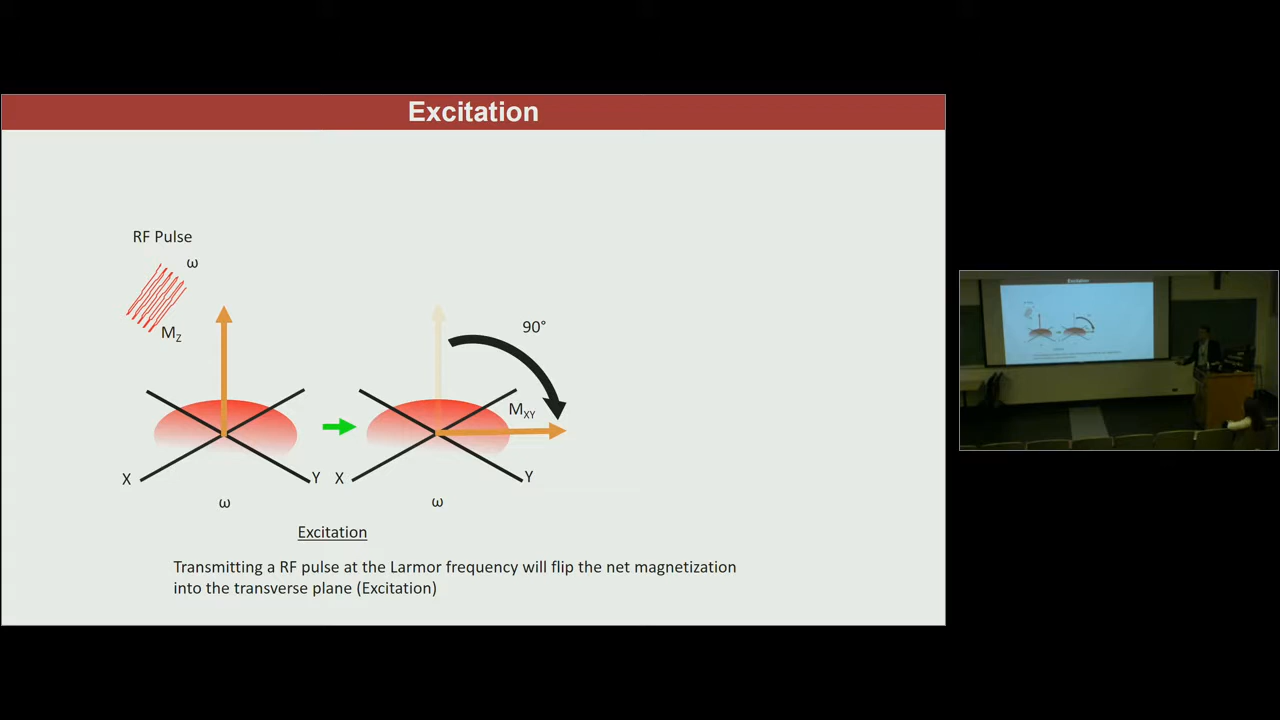 Excitation
RF Pulse
ω
M_Z
90°
M_XY
X
Y
X
Y
ω
ω
Excitation
Transmitting a RF pulse at the Larmor frequency will flip the net magnetization
into the transverse plane (Excitation)
Excitation